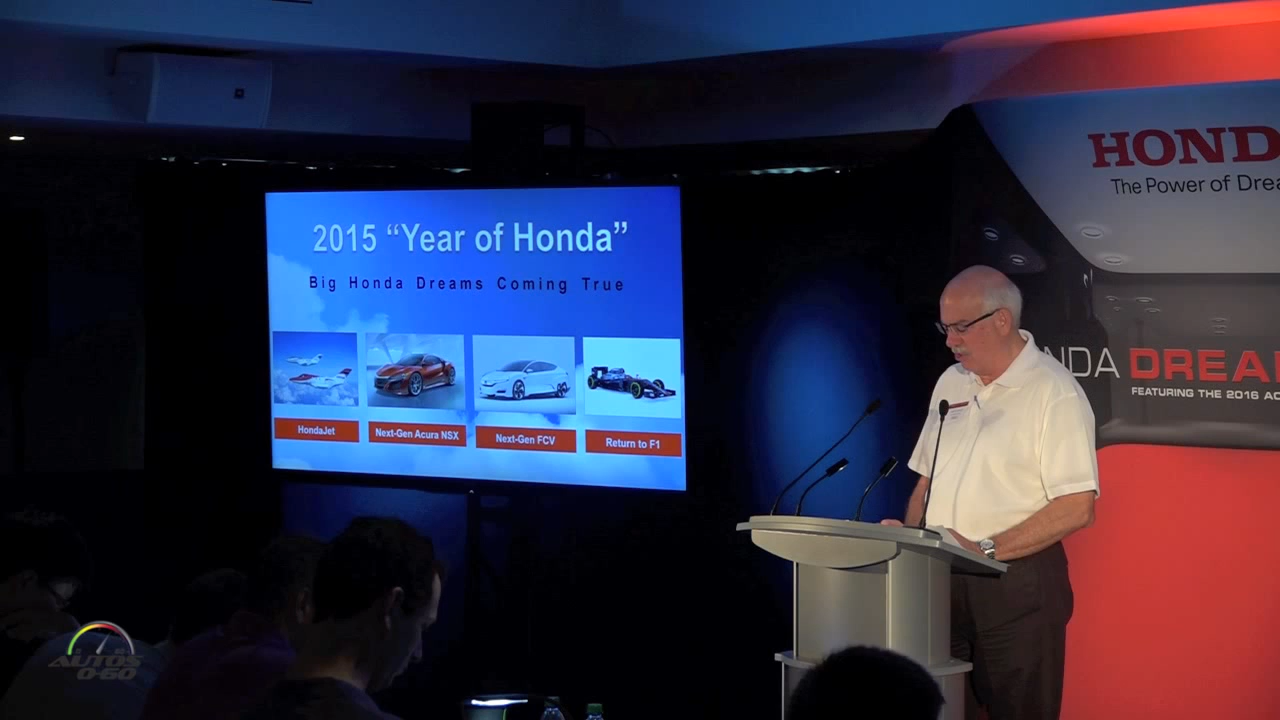 2015 “Year of Honda”
Big Honda Dreams Coming True
HondaJet
Next-Gen Acura NSX
Next-Gen FCV
Return to F1
HOND
The Power of Drea
NDA DREA
FEATURING THE 2016 AC
AUTOS
0-60